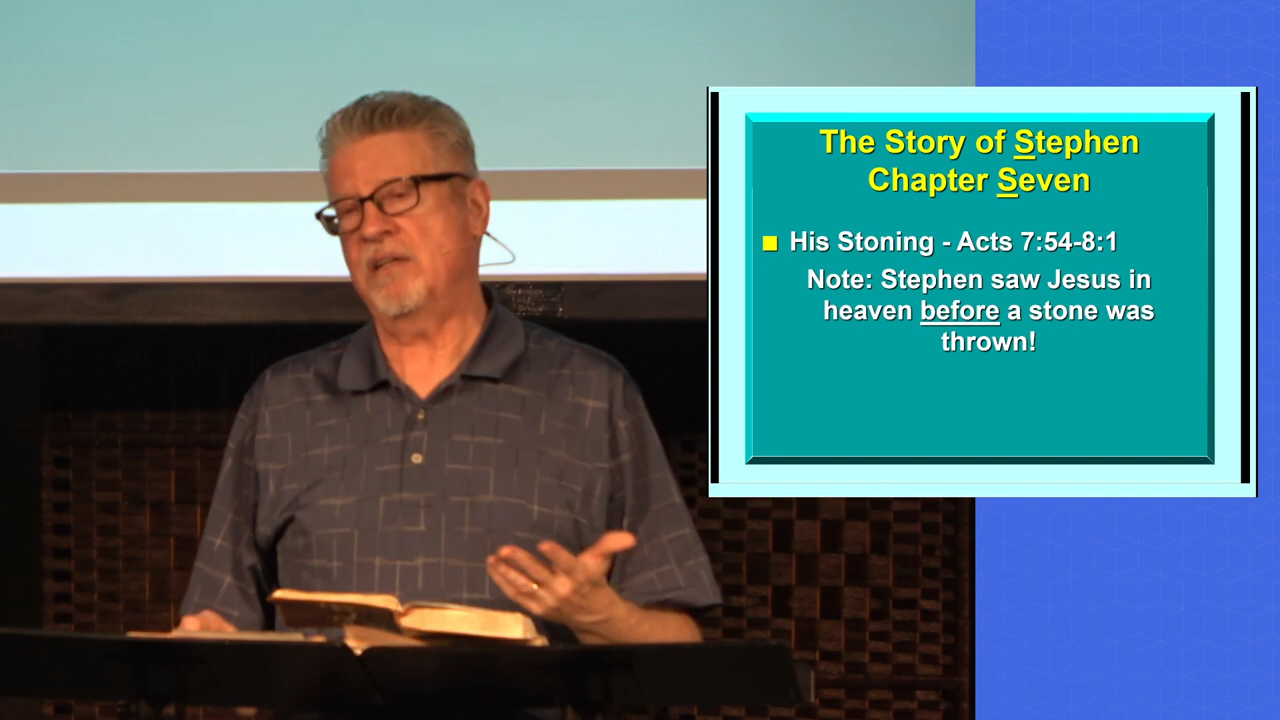 The Story of Stephen
Chapter Seven
His Stoning - Acts 7:54-8:1
Note: Stephen saw Jesus in
heaven before a stone was
thrown!